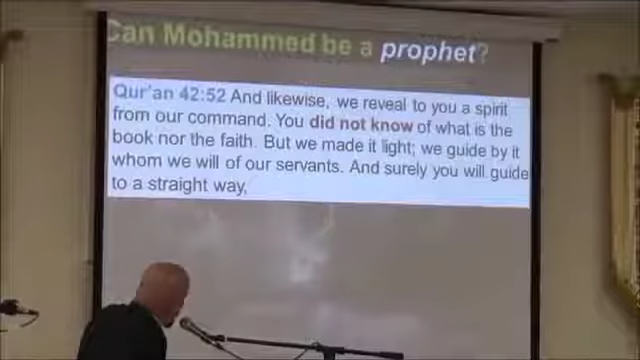 Can Mohammed be a prophet?
Qur'an 42:52 And likewise, we reveal to you a spirit
from our command. You did not know of what is the
book nor the faith. But we made it light; we guide by it
whom we will of our servants. And surely you will guide
to a straight way,